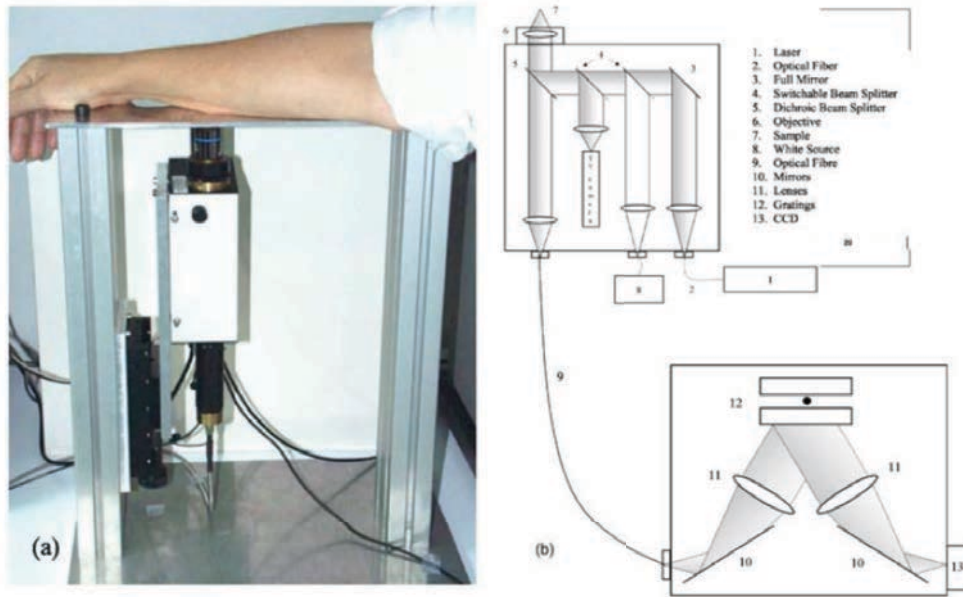 (a)
7
6
5
4
3
1. Laser
2. Optical Fiber
3. Full Mirror
4. Switchable Beam Splitter
5. Dichroic Beam Splitter
6. Objective
7. Sample
8. White Source
9. Optical Fibre
10. Mirrors
11. Lenses
12. Gratings
13. CCD
8
2
1
9
12
11
11
10
10
13
(b)